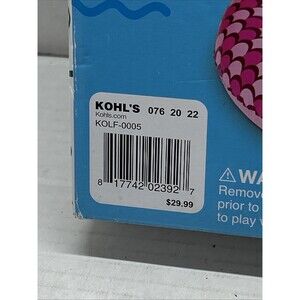 KOHL'S 076 20 22
Kohls.com
KOLF-0005
8 17742 02392 7
$29.99
⚠WA
Remove
prior to
to play w